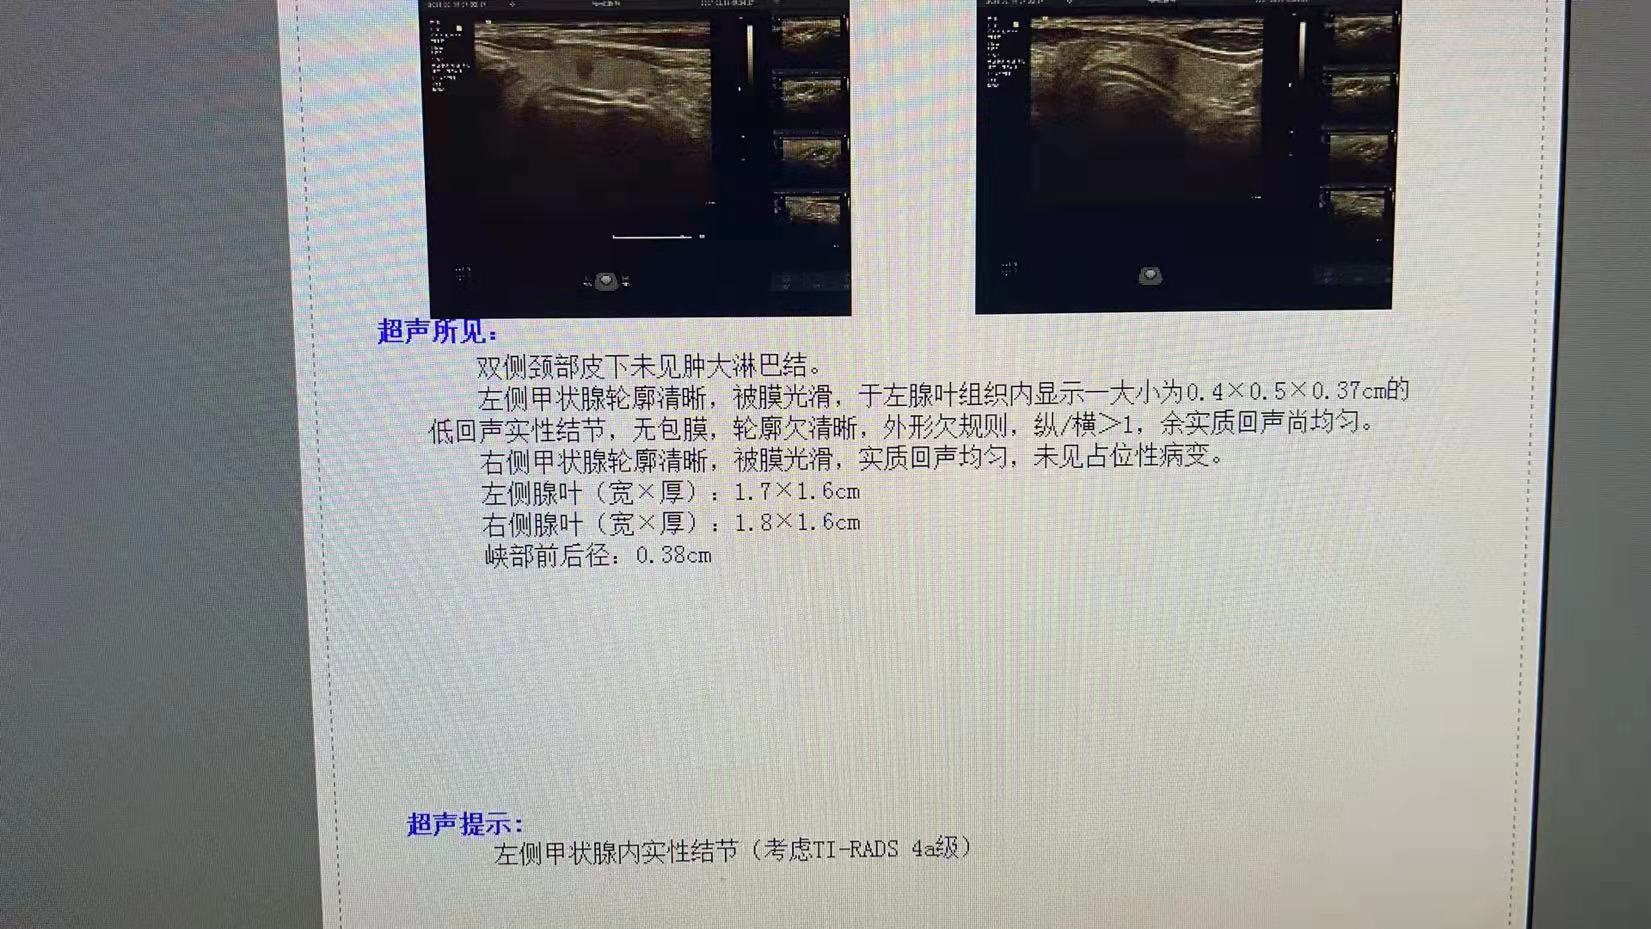 超声所见：
双侧颈部皮下未见肿大淋巴结。
左侧甲状腺轮廓清晰，被膜光滑，于左腺叶组织内显示一大小为0.4×0.5×0.37cm的
低回声实性结节，无包膜，轮廓欠清晰，外形欠规则，纵/横＞1，余实质回声尚均匀。
右侧甲状腺轮廓清晰，被膜光滑，实质回声均匀，未见占位性病变。
左侧腺叶（宽×厚）：1.7×1.6cm
右侧腺叶（宽×厚）：1.8×1.6cm
峡部前后径：0.38cm
超声提示：
左侧甲状腺内实性结节（考虑TI-RADS 4a级）